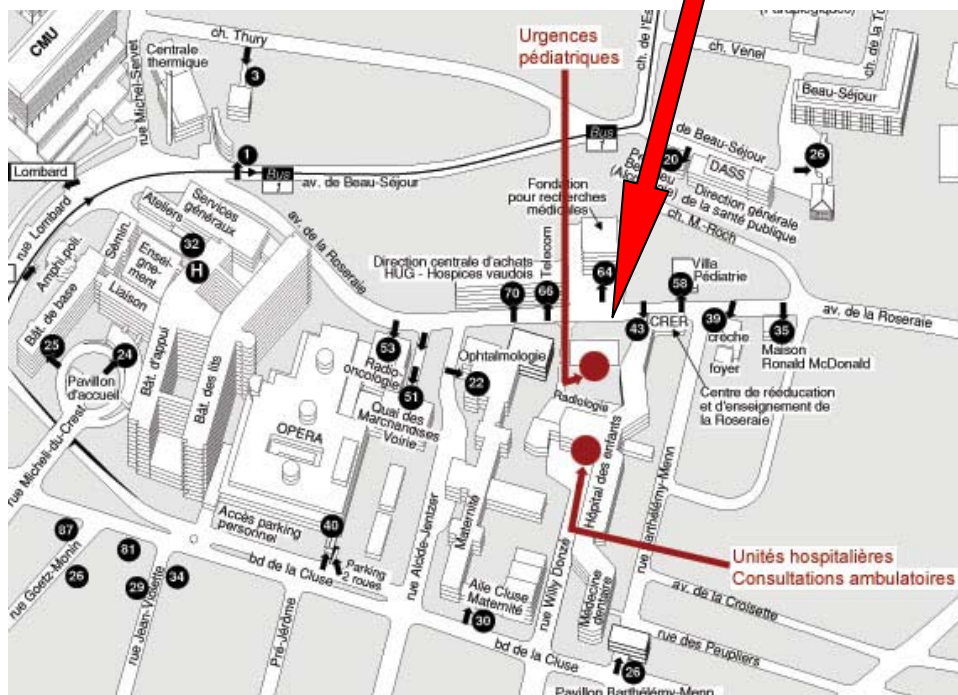 CMU
Centrale
thermique
ch. Thury
3
rue Michel-Servet
Urgences
pédiatriques
ch. Venel
Beau-Séjour
Lombard
rue Lombard
1
Bus
1
av. de Beau-Séjour
Bus
1
de Beau-Séjour
20
DASS
26
Direction générale
de la santé publique
ch. M.-Roch
Fondation
pour recherches
médicales
Ateliers
Services
généraux
av. de la Roseraie
32
H
Amphi.poli.
Sémin.
Ensei-
gnement
Liaison
Bât. de base
Direction centrale d'achats
HUG - Hospices vaudois
Telecom
70
66
64
58
Villa
Pédiatrie
43
CRER
39
crèche
foyer
35
av. de la Roseraie
Maison
Ronald McDonald
25
24
Pavillon
d'accueil
Bât. d'appui
Bât. des lits
53
Radio-
oncologie
51
Quai des
Marchandises
Voirie
22
Ophtalmologie
Radiologie
Centre de rééducation
et d'enseignement de
la Roseraie
OPERA
rue Micheli-du-Crest
Hôpital des enfants
rue Barthélémy-Menn
Accès parking
personnel
40
Parking
2 roues
bd de la Cluse
rue Alcide-Jentzer
Maternité
87
26
rue Goetz-Monin
81
29
34
rue Jean-Violette
Pré-Jérôme
Aile Cluse
Maternité
30
rue Willy Donzé
Médecine
dentaire
Unités hospitalières
Consultations ambulatoires
av. de la Croisette
rue des Peupliers
bd de la Cluse
26
Pavillon Barthélémy-Menn